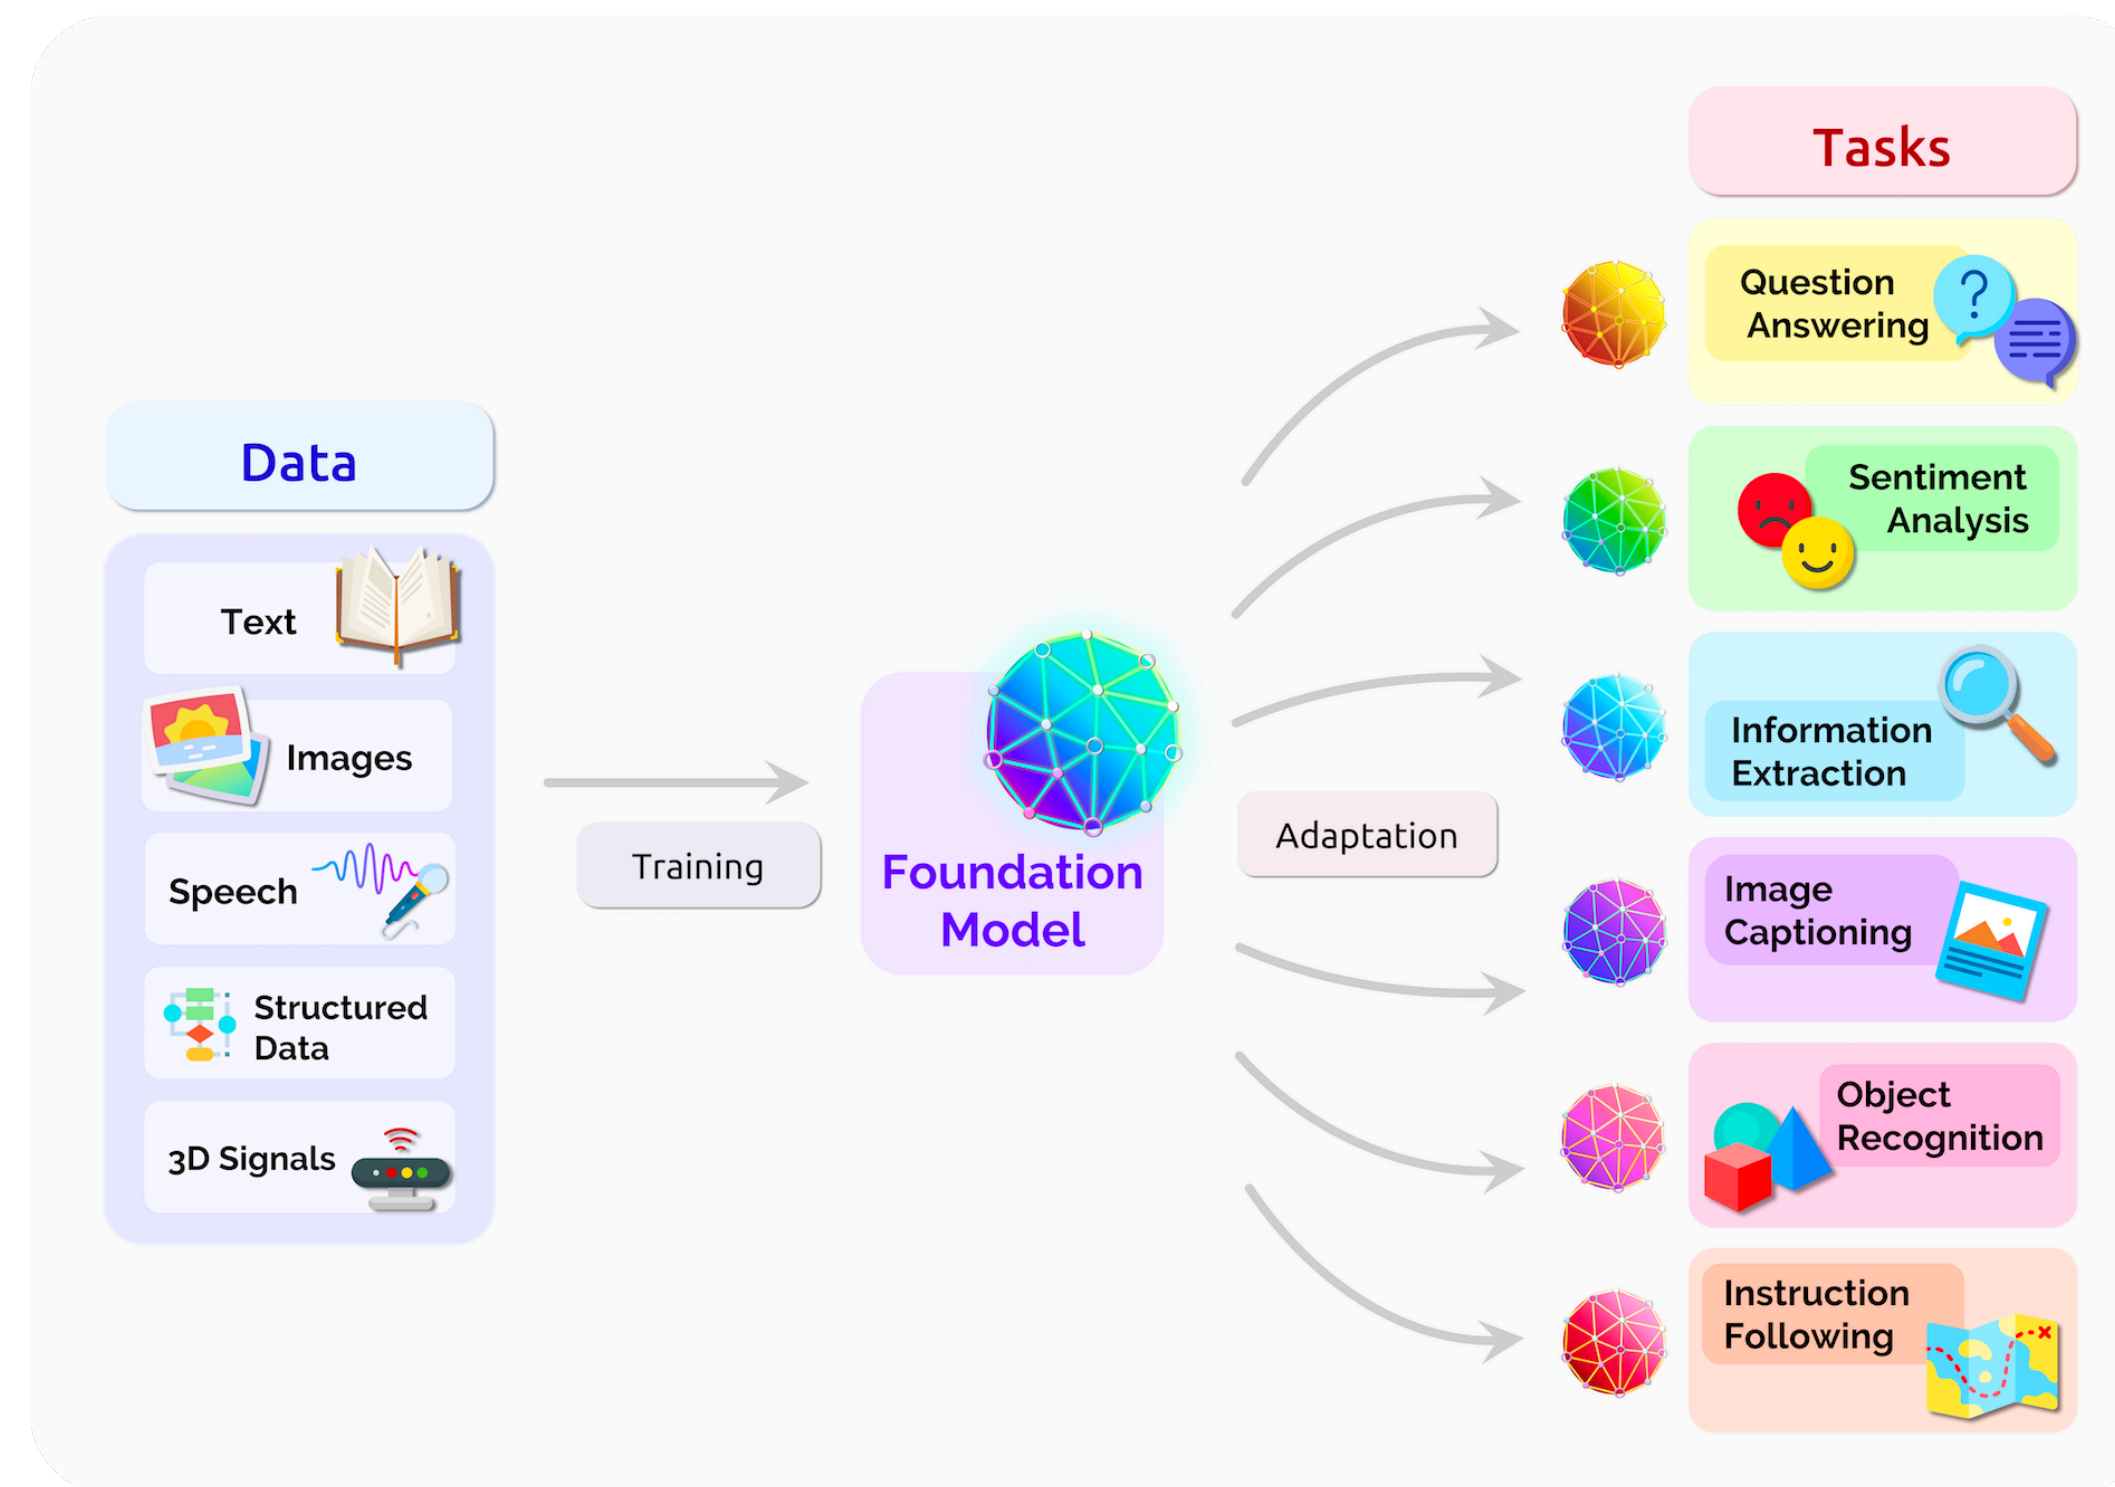 Data
Text
Images
Speech
Structured
Data
3D Signals
Training
Foundation
Model
Adaptation
Tasks
Question
Answering
?
Sentiment
Analysis
Information
Extraction
Image
Captioning
Object
Recognition
Instruction
Following